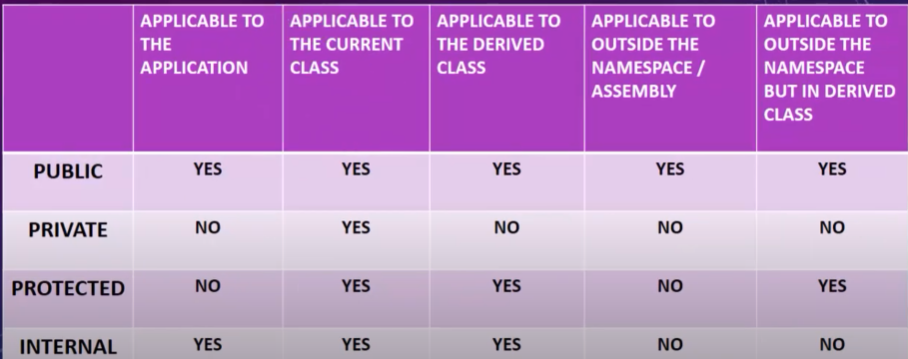 APPLICABLE TO THE APPLICATION
APPLICABLE TO THE CURRENT CLASS
APPLICABLE TO THE DERIVED CLASS
APPLICABLE TO OUTSIDE THE NAMESPACE / ASSEMBLY
APPLICABLE TO OUTSIDE THE NAMESPACE BUT IN DERIVED CLASS
PUBLIC YES YES YES YES YES
PRIVATE NO YES NO NO NO
PROTECTED NO YES YES NO YES
INTERNAL YES YES YES NO NO